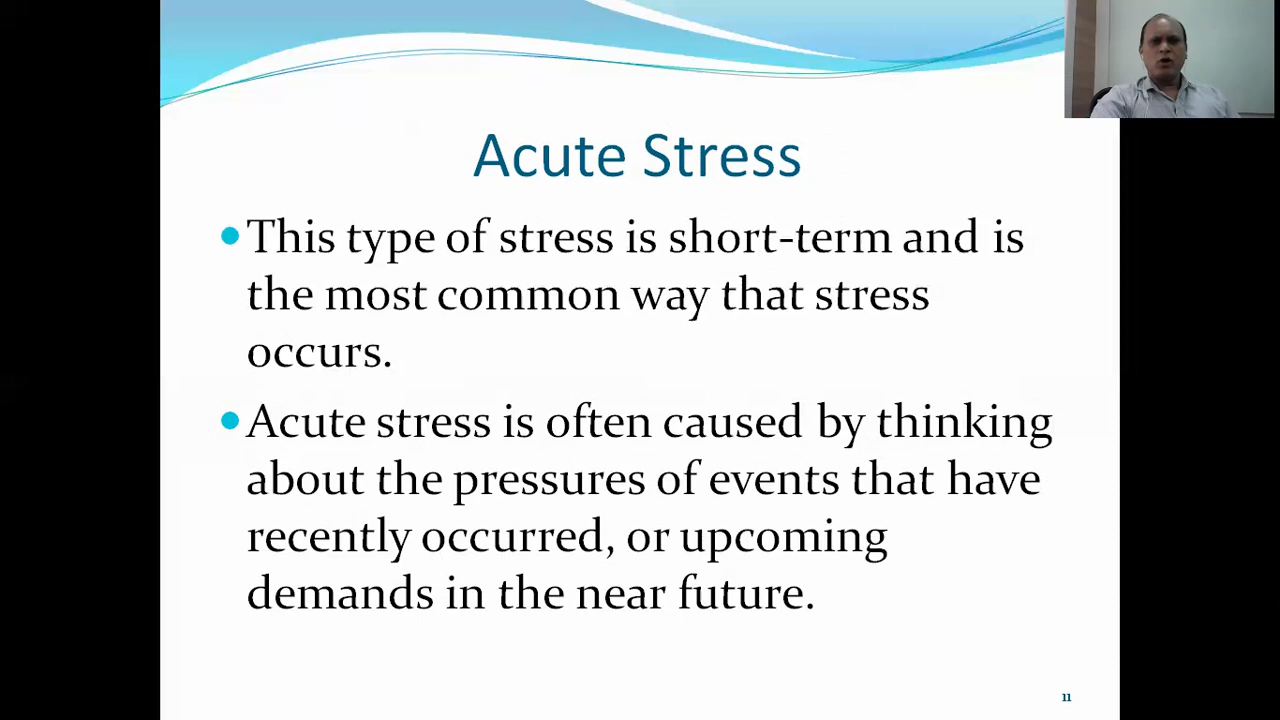 Acute Stress
This type of stress is short-term and is
the most common way that stress
occurs.
Acute stress is often caused by thinking
about the pressures of events that have
recently occurred, or upcoming
demands in the near future.
11